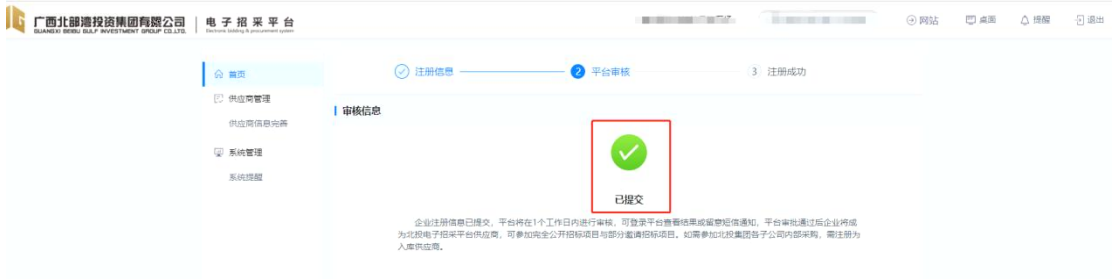 广西北部湾投资集团有限公司
GUANGXI BEIBU GULF INVESTMENT GROUP CO.,LTD.
电子招采平台
Electronic bidding & procurement system
网站 桌面 提醒 退出
首页
供应商管理
供应商信息完善
系统管理
系统提醒
注册信息 2 平台审核 3 注册成功
审核信息
已提交
企业注册信息已提交，平台将在1个工作日内进行审核，可登录平台查看结果或留意短信通知，平台审批通过后企业将成
为北投电子招采平台供应商，可参加完全公开招标项目与部分邀请招标项目。如需参加北投集团各子公司内部采购，需注册为
入库供应商。